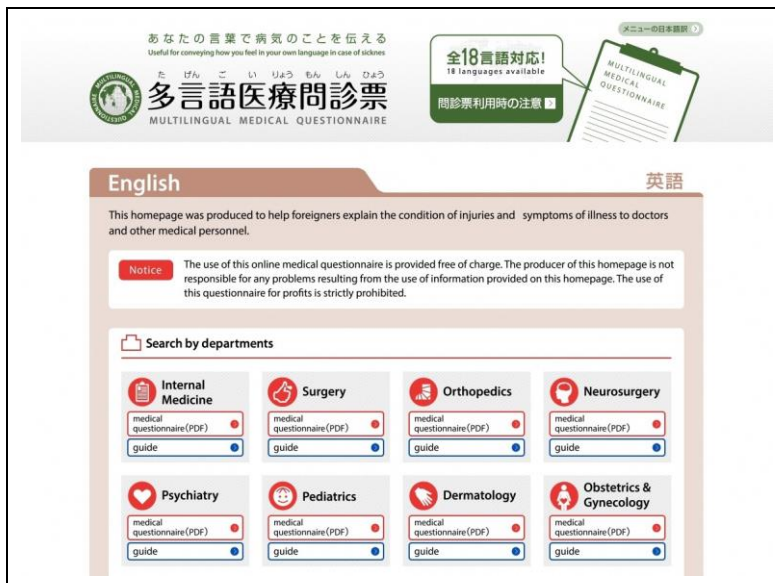 メニューの日本語訳
あなたの言葉で病気のことを伝える
Useful for conveying how you feel in your own language in case of sicknes
た げん ご い りょう もん しん ひょう
多言語医療問診票
MULTILINGUAL MEDICAL QUESTIONNAIRE
MULTILINGUAL MEDICAL QUESTIONNAIRE
全18言語対応!
18 languages available
問診票利用時の注意
MULTILINGUAL
MEDICAL
QUESTIONNAIRE
English
英語
This homepage was produced to help foreigners explain the condition of injuries and symptoms of illness to doctors
and other medical personnel.
Notice
The use of this online medical questionnaire is provided free of charge. The producer of this homepage is not
responsible for any problems resulting from the use of information provided on this homepage. The use of
this questionnaire for profits is strictly prohibited.
Search by departments
Internal
Medicine
medical
questionnaire(PDF)
guide
Surgery
medical
questionnaire(PDF)
guide
Orthopedics
medical
questionnaire(PDF)
guide
Neurosurgery
medical
questionnaire(PDF)
guide
Psychiatry
medical
questionnaire(PDF)
guide
Pediatrics
medical
questionnaire(PDF)
guide
Dermatology
medical
questionnaire(PDF)
guide
Obstetrics &
Gynecology
medical
questionnaire(PDF)
guide